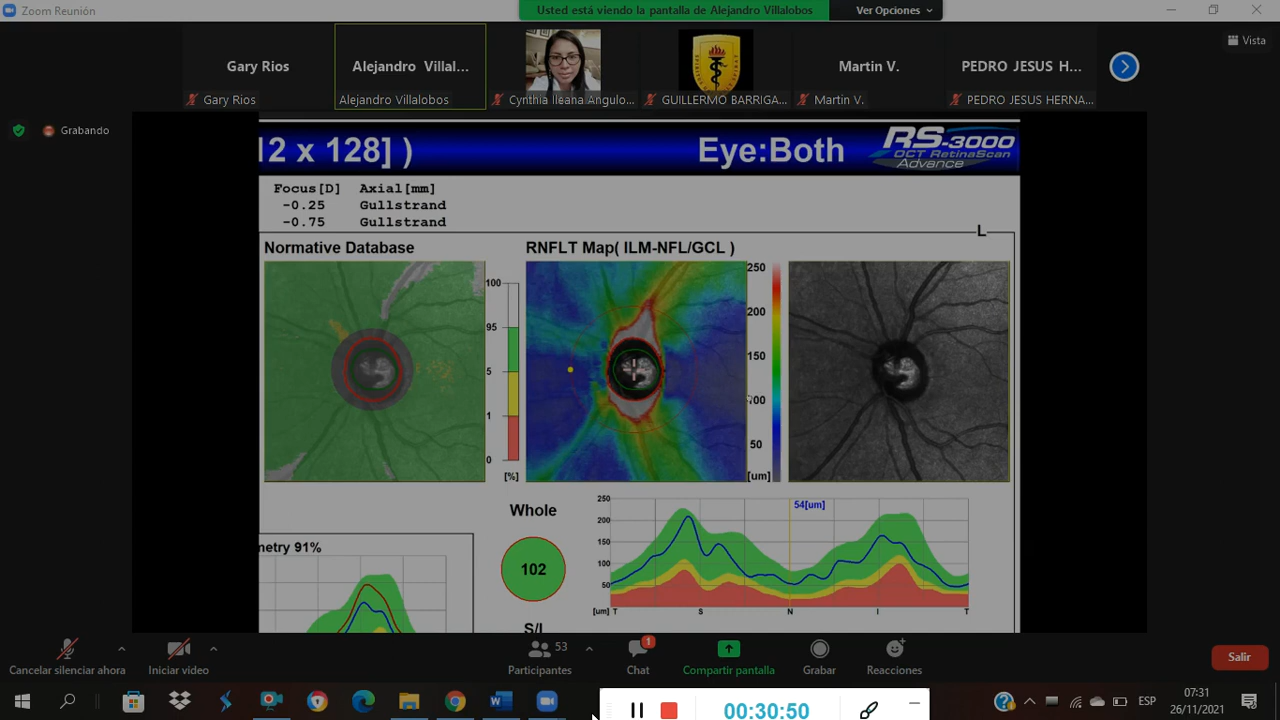 Zoom Reunión
Usted está viendo la pantalla de Alejandro Villalobos
Ver Opciones
Vista
Gary Rios
Alejandro Villal...
Martin V.
PEDRO JESUS H...
Gary Rios
Alejandro Villalobos
Cynthia Ileana Angulo...
GUILLERMO BARRIGA...
Martin V.
PEDRO JESUS HERNA...
Grabando
12 x 128] )
Eye:Both
RS-3000
OCT RetinaScan
Advance
Focus[D] Axial[mm]
-0.25 Gullstrand
-0.75 Gullstrand
L
Normative Database
RNFLT Map( ILM-NFL/GCL )
100
95
5
1
0
[%]
250
200
150
100
50
[um]
metry 91%
Whole
102
S/I
250
200
150
100
50
[um]
54[um]
T S N I T
Cancelar silenciar ahora
Iniciar vídeo
53
Participantes
1
Chat
Compartir pantalla
Grabar
Reacciones
Salir
00:30:50
ESP
07:31
26/11/2021